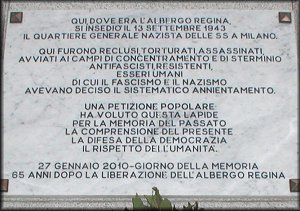 QUI DOVE ERA L'ALBERGO REGINA,
SI INSEDIÒ IL 13 SETTEMBRE 1943
IL QUARTIERE GENERALE NAZISTA DELLE SS A MILANO.
QUI FURONO RECLUSI, TORTURATI, ASSASSINATI,
AVVIATI AI CAMPI DI CONCENTRAMENTO E DI STERMINIO
ANTIFASCISTI, RESISTENTI,
ESSERI UMANI
DI CUI IL FASCISMO E IL NAZISMO
AVEVANO DECISO IL SISTEMATICO ANNIENTAMENTO.
UNA PETIZIONE POPOLARE
HA VOLUTO QUESTA LAPIDE
PER LA MEMORIA DEL PASSATO
LA COMPRENSIONE DEL PRESENTE
LA DIFESA DELLA DEMOCRAZIA
IL RISPETTO DELL'UMANITÀ.
27 GENNAIO 2010-GIORNO DELLA MEMORIA
65 ANNI DOPO LA LIBERAZIONE DELL'ALBERGO REGINA